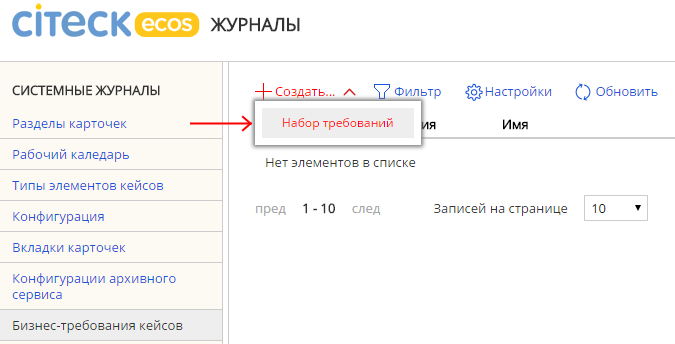 citeck ecos ЖУРНАЛЫ
СИСТЕМНЫЕ ЖУРНАЛЫ
Разделы карточек
Рабочий каледарь
Типы элементов кейсов
Конфигурация
Вкладки карточек
Конфигурации архивного
сервиса
Бизнес-требования кейсов
Создать... Фильтр Настройки Обновить
Набор требований
Имя
Нет элементов в списке
пред 1 - 10 след Записей на странице 10